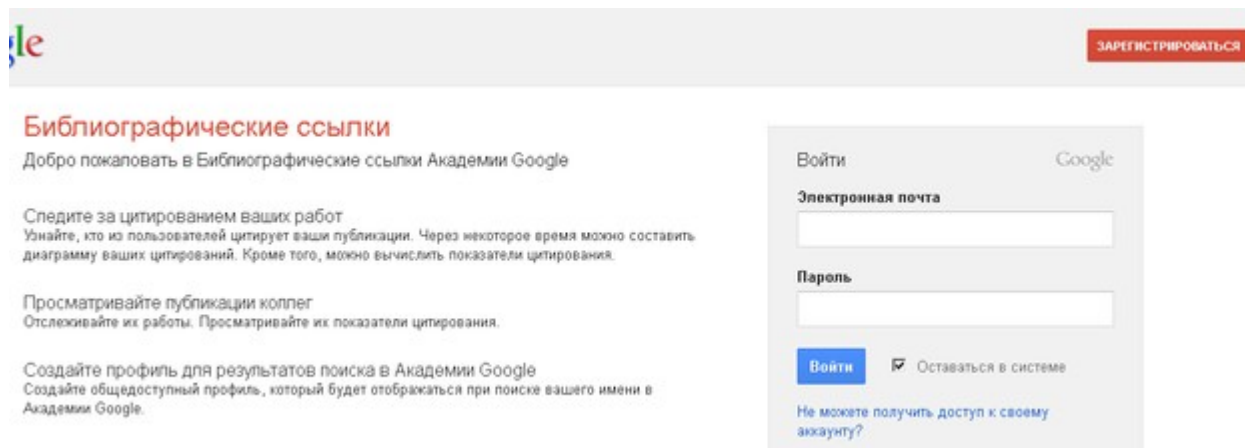 gle
ЗАРЕГИСТРИРОВАТЬСЯ
Библиографические ссылки
Добро пожаловать в Библиографические ссылки Академии Google
Следите за цитированием ваших работ
Узнайте, кто из пользователей цитирует ваши публикации. Через некоторое время можно составить
диаграмму ваших цитирований. Кроме того, можно вычислить показатели цитирования.
Просматривайте публикации коллег
Отслеживайте их работы. Просматривайте их показатели цитирования.
Создайте профиль для результатов поиска в Академии Google
Создайте общедоступный профиль, который будет отображаться при поиске вашего имени в
Академии Google.
Войти Google
Электронная почта
Пароль
Войти Оставаться в системе
Не можете получить доступ к своему
аккаунту?